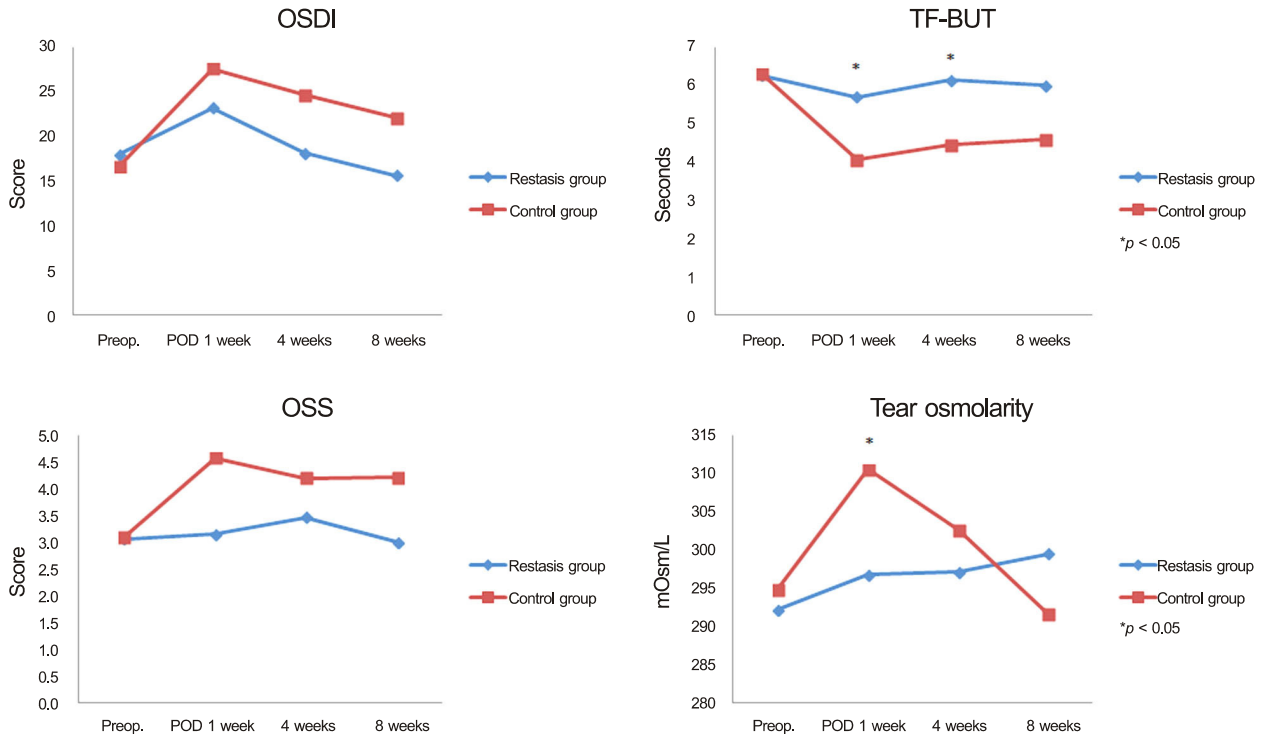 OSDI
30
25
20
15
10
5
0
Score
Preop. POD 1 week 4 weeks 8 weeks
Restasis group
Control group
TF-BUT
7
6
5
4
3
2
1
0
Seconds
* *
Preop. POD 1 week 4 weeks 8 weeks
Restasis group
Control group
*p < 0.05
OSS
5.0
4.5
4.0
3.5
3.0
2.5
2.0
1.5
1.0
0.5
0.0
Score
Preop. POD 1 week 4 weeks 8 weeks
Restasis group
Control group
Tear osmolarity
315
310
305
300
295
290
285
280
mOsm/L
*
Preop. POD 1 week 4 weeks 8 weeks
Restasis group
Control group
*p < 0.05